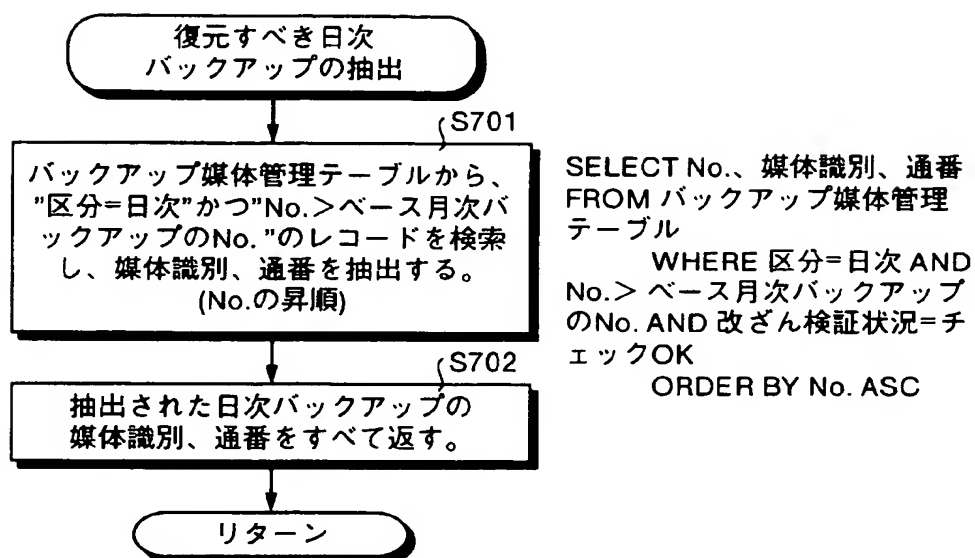 復元すべき日次
バックアップの抽出
S701
バックアップ媒体管理テーブルから、
”区分=日次”かつ”No.>ベース月次バ
ックアップのNo. ”のレコードを検索
し、媒体識別、通番を抽出する。
(No.の昇順)
SELECT No.、媒体識別、通番
FROM バックアップ媒体管理
テーブル
WHERE 区分=日次 AND
No.> ベース月次バックアップ
のNo. AND 改ざん検証状況=チ
ェックOK
ORDER BY No. ASC
S702
抽出された日次バックアップの
媒体識別、通番をすべて返す。
リターン